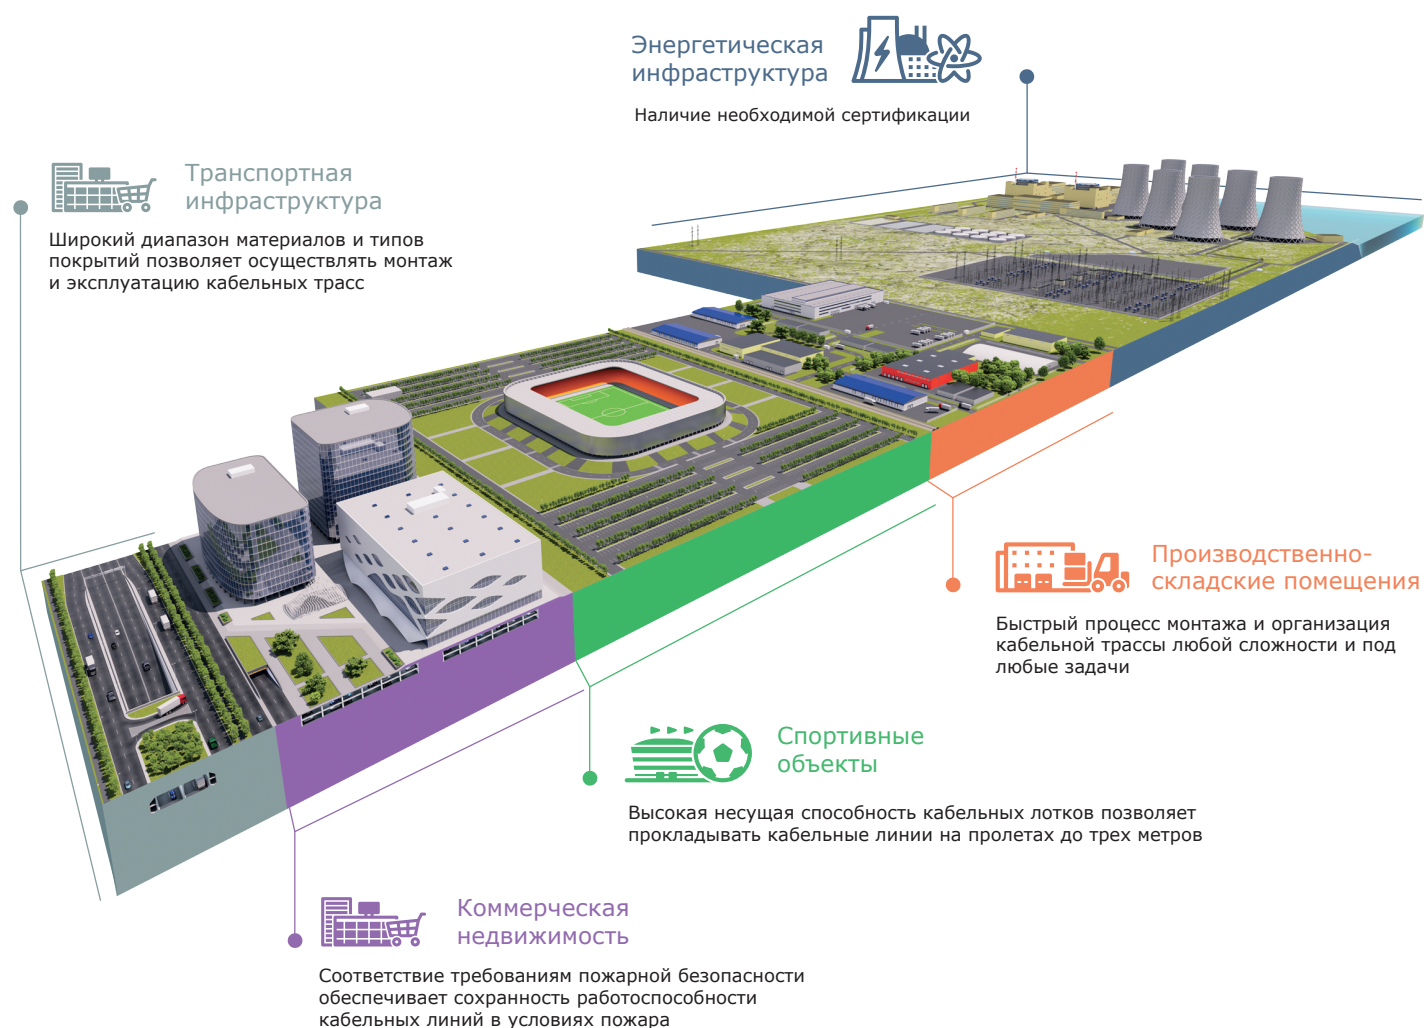 Энергетическая
инфраструктура
Наличие необходимой сертификации
Транспортная
инфраструктура
Широкий диапазон материалов и типов
покрытий позволяет осуществлять монтаж
и эксплуатацию кабельных трасс
Производственно-
складские помещения
Быстрый процесс монтажа и организация
кабельной трассы любой сложности и под
любые задачи
Спортивные
объекты
Высокая несущая способность кабельных лотков позволяет
прокладывать кабельные линии на пролетах до трех метров
Коммерческая
недвижимость
Соответствие требованиям пожарной безопасности
обеспечивает сохранность работоспособности
кабельных линий в условиях пожара